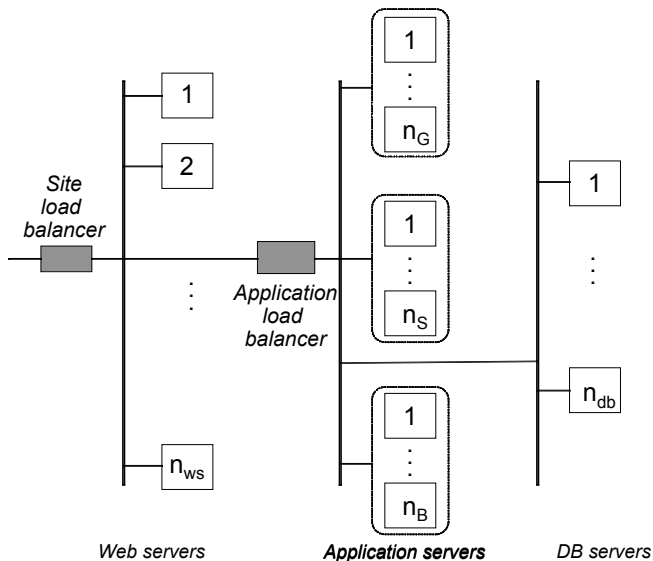 1
2
Site
load
balancer
⋮
n_ws
Web servers
Application
load
balancer
1
⋮
n_G
1
⋮
n_S
1
⋮
n_B
Application servers
1
⋮
n_db
DB servers